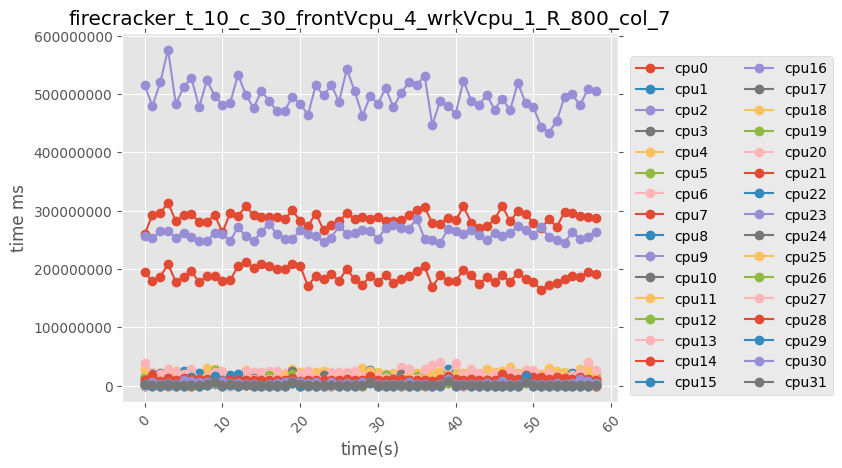 firecracker_t_10_c_30_frontVcpu_4_wrkVcpu_1_R_800_col_7
600000000
500000000
400000000
300000000
200000000
100000000
0
time ms
0
10
20
30
40
50
60
time(s)
cpu0
cpu1
cpu2
cpu3
cpu4
cpu5
cpu6
cpu7
cpu8
cpu9
cpu10
cpu11
cpu12
cpu13
cpu14
cpu15
cpu16
cpu17
cpu18
cpu19
cpu20
cpu21
cpu22
cpu23
cpu24
cpu25
cpu26
cpu27
cpu28
cpu29
cpu30
cpu31